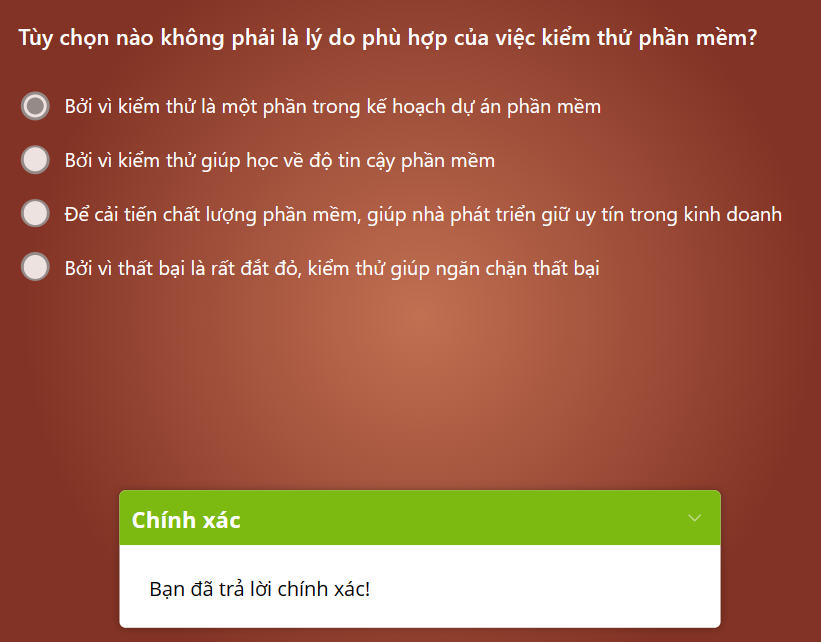 Tùy chọn nào không phải là lý do phù hợp của việc kiểm thử phần mềm?
Bởi vì kiểm thử là một phần trong kế hoạch dự án phần mềm
Bởi vì kiểm thử giúp học về độ tin cậy phần mềm
Để cải tiến chất lượng phần mềm, giúp nhà phát triển giữ uy tín trong kinh doanh
Bởi vì thất bại là rất đắt đỏ, kiểm thử giúp ngăn chặn thất bại
Chính xác
Bạn đã trả lời chính xác!